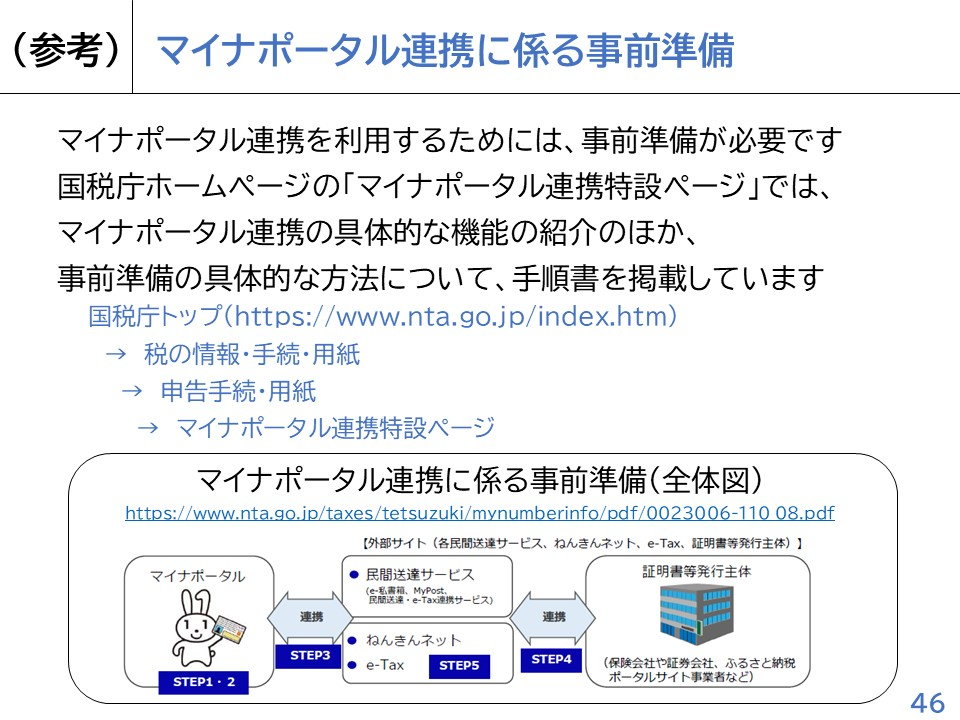 （参考）
マイナポータル連携に係る事前準備
マイナポータル連携を利用するためには、事前準備が必要です
国税庁ホームページの「マイナポータル連携特設ページ」では、
マイナポータル連携の具体的な機能の紹介のほか、
事前準備の具体的な方法について、手順書を掲載しています
国税庁トップ（https://www.nta.go.jp/index.htm）
→ 税の情報・手続・用紙
→ 申告手続・用紙
→ マイナポータル連携特設ページ
マイナポータル連携に係る事前準備（全体図）
https://www.nta.go.jp/taxes/tetsuzuki/mynumberinfo/pdf/0023006-110 08.pdf
【外部サイト（各民間送達サービス、ねんきんネット、e-Tax、証明書等発行主体）】
マイナポータル
STEP1・2
連携
STEP3
● 民間送達サービス
（e-私書箱、MyPost、
民間送達・e-Tax連携サービス）
● ねんきんネット
● e-Tax
STEP5
連携
STEP4
証明書等発行主体
（保険会社や証券会社、ふるさと納税
ポータルサイト事業者など）
46